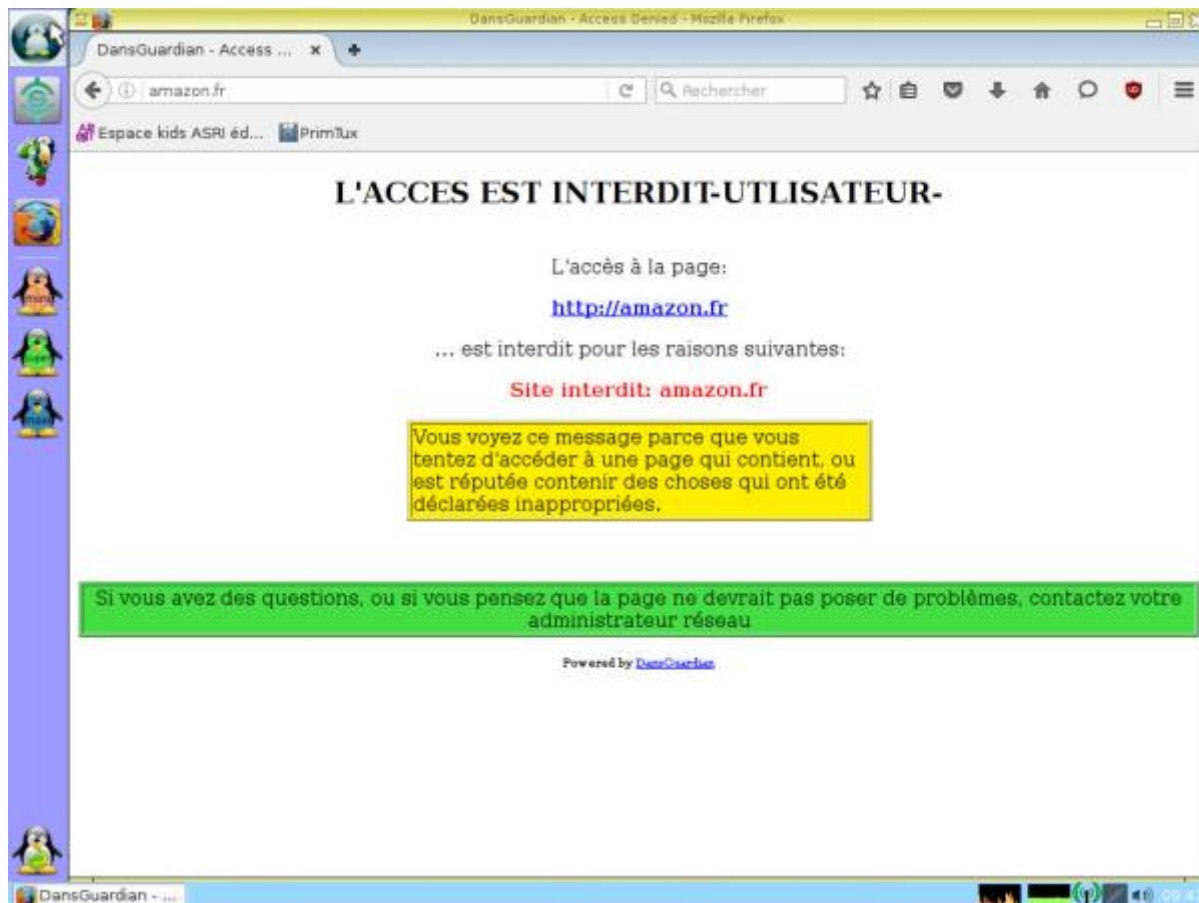 DansGuardian - Access Denied - Mozilla Firefox
DansGuardian - Access ...
amazon.fr
Rechercher
Espace kids ASRI éd...
PrimTux
L'ACCES EST INTERDIT-UTLISATEUR-
L'accès à la page:
http://amazon.fr
... est interdit pour les raisons suivantes:
Site interdit: amazon.fr
Vous voyez ce message parce que vous
tentez d'accéder à une page qui contient, ou
est réputée contenir des choses qui ont été
déclarées inappropriées.
Si vous avez des questions, ou si vous pensez que la page ne devrait pas poser de problèmes, contactez votre
administrateur réseau
Powered by DansGuardian
mini
super
maxi
DansGuardian - ...